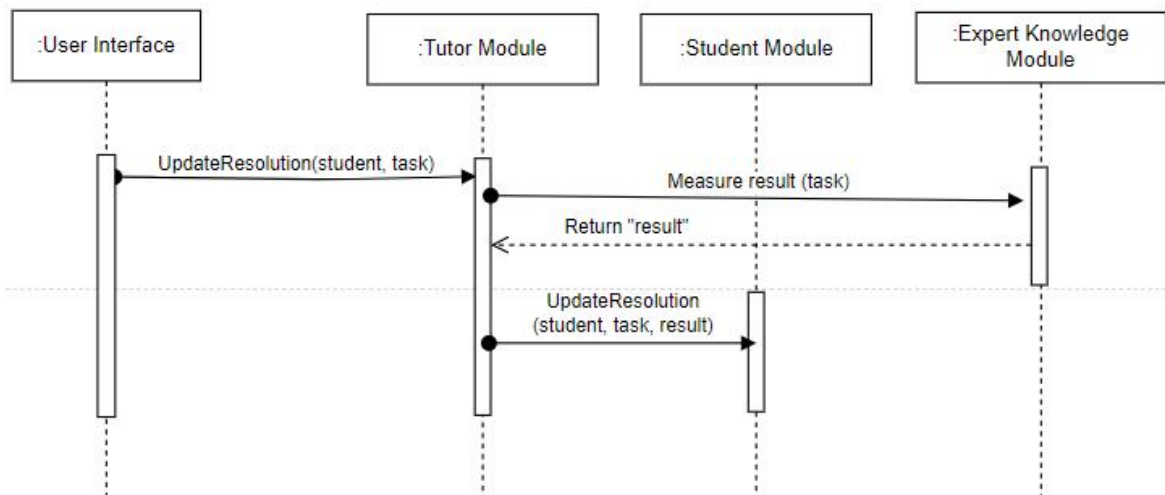 :User Interface
:Tutor Module
:Student Module
:Expert Knowledge
Module
UpdateResolution(student, task)
Measure result (task)
Return "result"
UpdateResolution
(student, task, result)